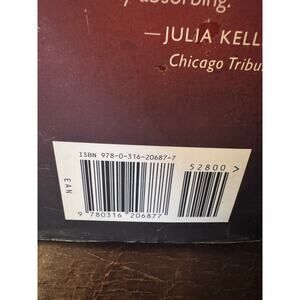 absorbing.
—JULIA KELL
Chicago Tribu
ISBN 978-0-316-20687-7
52800 >
EAN
9 780316 206877